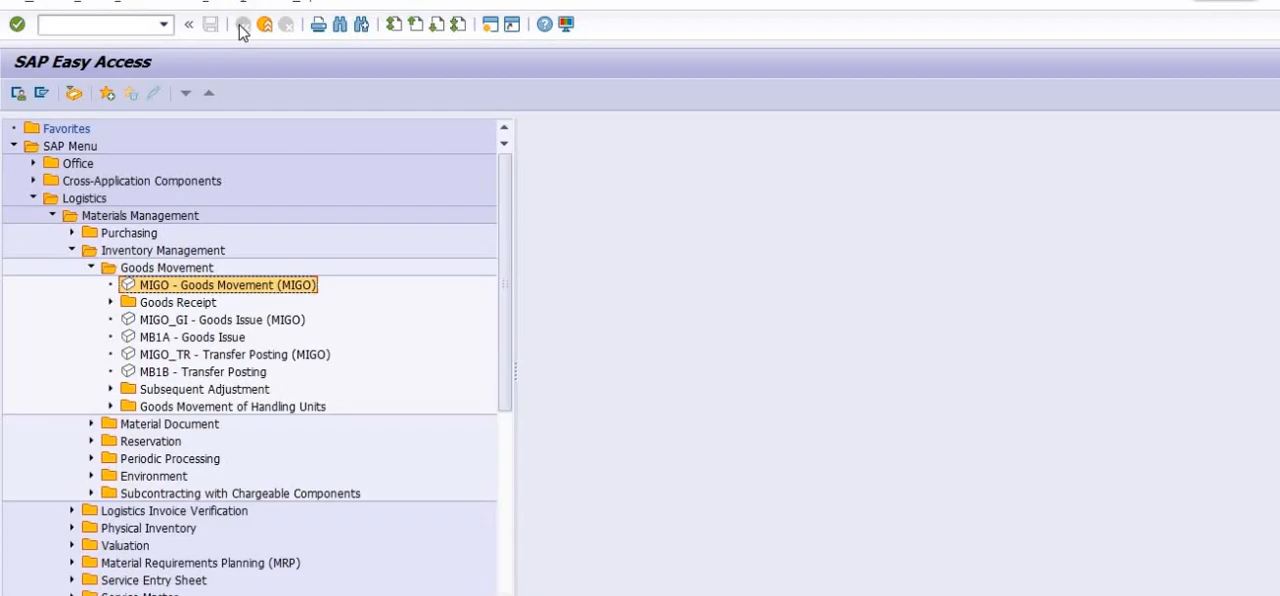 SAP Easy Access
Favorites
SAP Menu
Office
Cross-Application Components
Logistics
Materials Management
Purchasing
Inventory Management
Goods Movement
MIGO - Goods Movement (MIGO)
Goods Receipt
MIGO_GI - Goods Issue (MIGO)
MB1A - Goods Issue
MIGO_TR - Transfer Posting (MIGO)
MB1B - Transfer Posting
Subsequent Adjustment
Goods Movement of Handling Units
Material Document
Reservation
Periodic Processing
Environment
Subcontracting with Chargeable Components
Logistics Invoice Verification
Physical Inventory
Valuation
Material Requirements Planning (MRP)
Service Entry Sheet